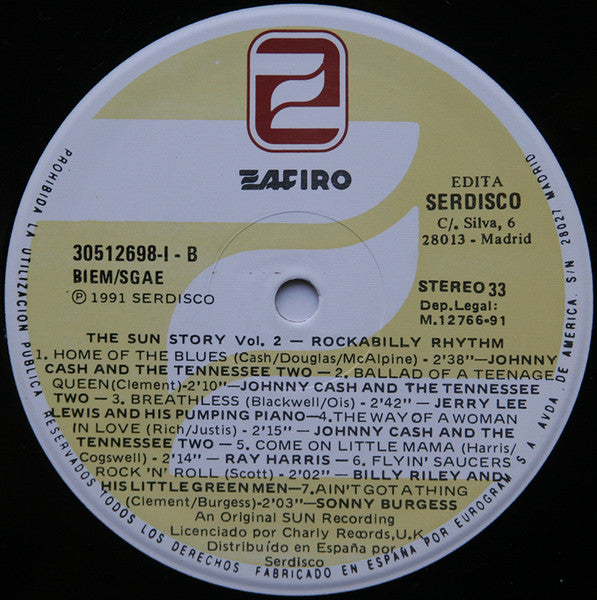 ZAFIRO
EDITA
SERDISCO
C/. Silva, 6
28013 - Madrid
30512698-I - B
BIEM/SGAE
Ⓟ 1991 SERDISCO
STEREO 33
Dep. Legal:
M.12766-91
THE SUN STORY Vol. 2 — ROCKABILLY RHYTHM
1. HOME OF THE BLUES (Cash/Douglas/McAlpine) - 2'38"—JOHNNY
CASH AND THE TENNESSEE TWO — 2. BALLAD OF A TEENAGE
QUEEN(Clement)-2'10"—JOHNNY CASH AND THE TENNESSEE
TWO — 3. BREATHLESS (Blackwell/Ois) - 2'42" — JERRY LEE
LEWIS AND HIS PUMPING PIANO—4.THE WAY OF A WOMAN
IN LOVE (Rich/Justis) - 2'15" — JOHNNY CASH AND THE
TENNESSEE TWO — 5. COME ON LITTLE MAMA (Harris/
Cogswell) - 2'14" — RAY HARRIS — 6. FLYIN' SAUCERS
ROCK 'N' ROLL (Scott) - 2'02" — BILLY RILEY AND
HIS LITTLE GREEN MEN—7. AIN'T GOT A THING
(Clement/Burgess)-2'03"—SONNY BURGESS
An Original SUN Recording
Licenciado por Charly Records, U.K.
Distribuído en España por
Serdisco
PROHIBIDA LA UTILIZACION PUBLICA RESERVADOS TODOS LOS DERECHOS FABRICADO EN ESPAÑA POR EUROGRAM S A AVDA. DE AMERICA, S/N 28027 MADRID